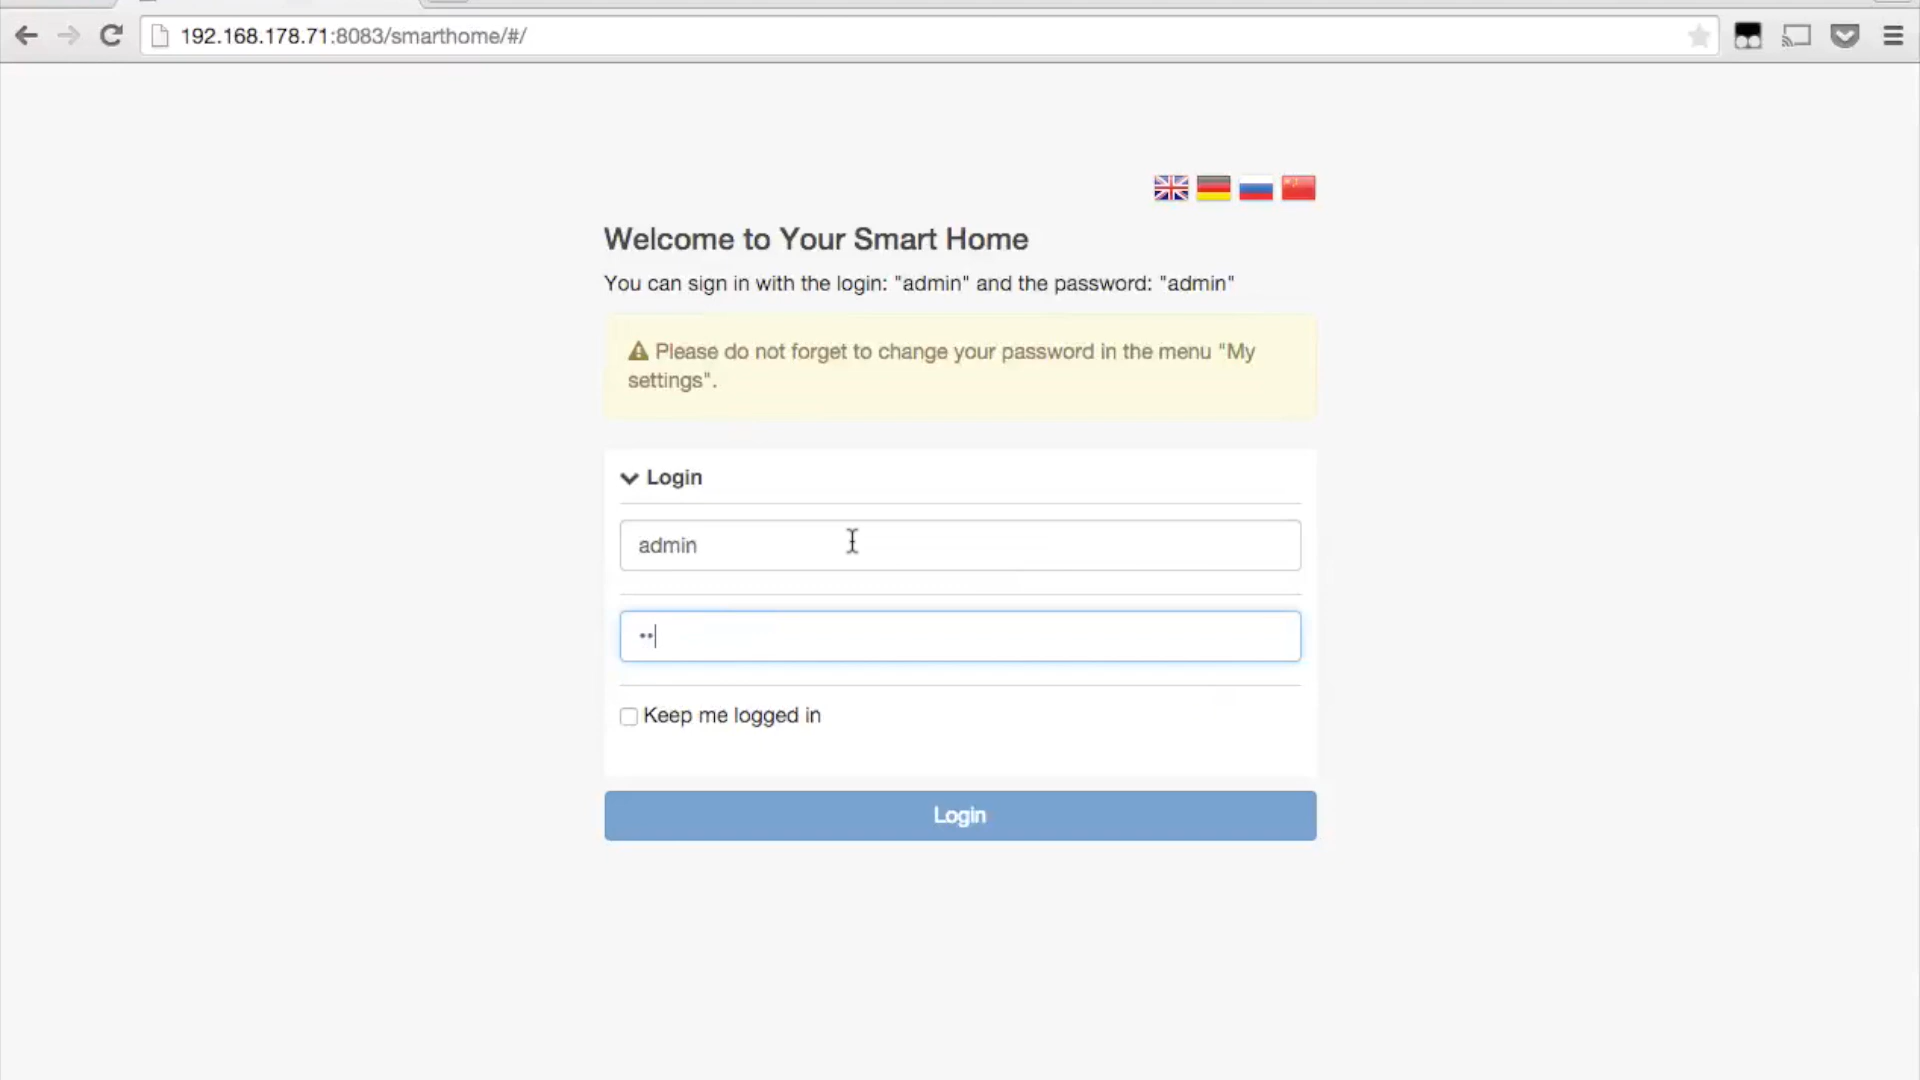 192.168.178.71:8083/smarthome/#/
Welcome to Your Smart Home
You can sign in with the login: "admin" and the password: "admin"
Please do not forget to change your password in the menu "My
settings".
Login
admin
••
Keep me logged in
Login